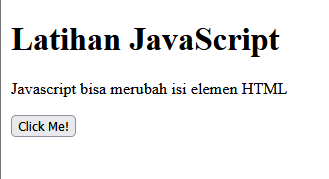 Latihan JavaScript
Javascript bisa merubah isi elemen HTML
Click Me!